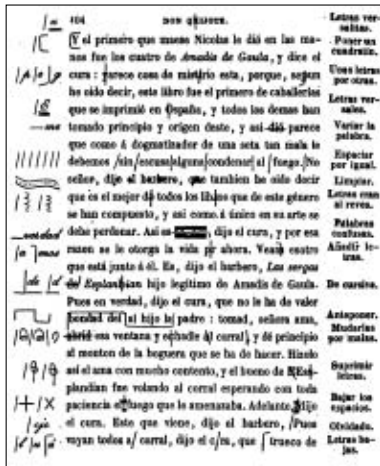 104 DON QUIJOTE.
Y el primero que maese Nicolas le dió en las ma-
nos fue los cuatro de Amadis de Gaula, y dice el
cura : parece cosa de misterio esta, porque, segun
he oido decir, este libro fue el primero de caballerías
que se imprimió en España, y todos los demas han
tomado principio y origen deste, y así dió parece
que como á dogmatizador de una seta tan mala le
debemos /sin/escusa/alguna/condenar/al/fuego./No
señor, dijo el barbero, que tambien he oido decir
que es el mejor de todos los libros que de este género
se han compuesto, y así como á único en su arte se
debe perdonar. Así es dijo el cura, y por esa
razon se le otorga la vida por ahora. Veamos esotro
que está junto á él. Es, dijo el barbero, Las sergas
de Esplandian hijo legítimo de Amadis de Gaula.
Pues en verdad, dijo el cura, que no le ha de valer
bondad del al hijo la padre : tomad, señora ama,
abrid esa ventana y echadle al corral, y dé principio
al monton de la hoguera que se ha de hacer. Hízolo
así el ama con mucho contento, y el bueno de Es-
plandian fue volando al corral esperando con toda
paciencia el fuego que le amenazaba. Adelante, dijo
el cura. Este que viene, dijo el barbero, Pues
vayan todos al corral, dijo el cura, que trueco de
Letras ver-
salitas.
Poner un
cuadratin.
Unas letras
por otras.
Letras ver-
sales.
Variar la
palabra.
Espaciar
por igual.
Limpiar.
Letras con
al reves.
Palabras
confusas.
Añadir le-
tras.
De cursiva.
Anteponer.
Mudarlas
por malas.
Suprimir
letras.
Bajar los
espacios.
Olvidado.
Letras ba-
jas.
verdad